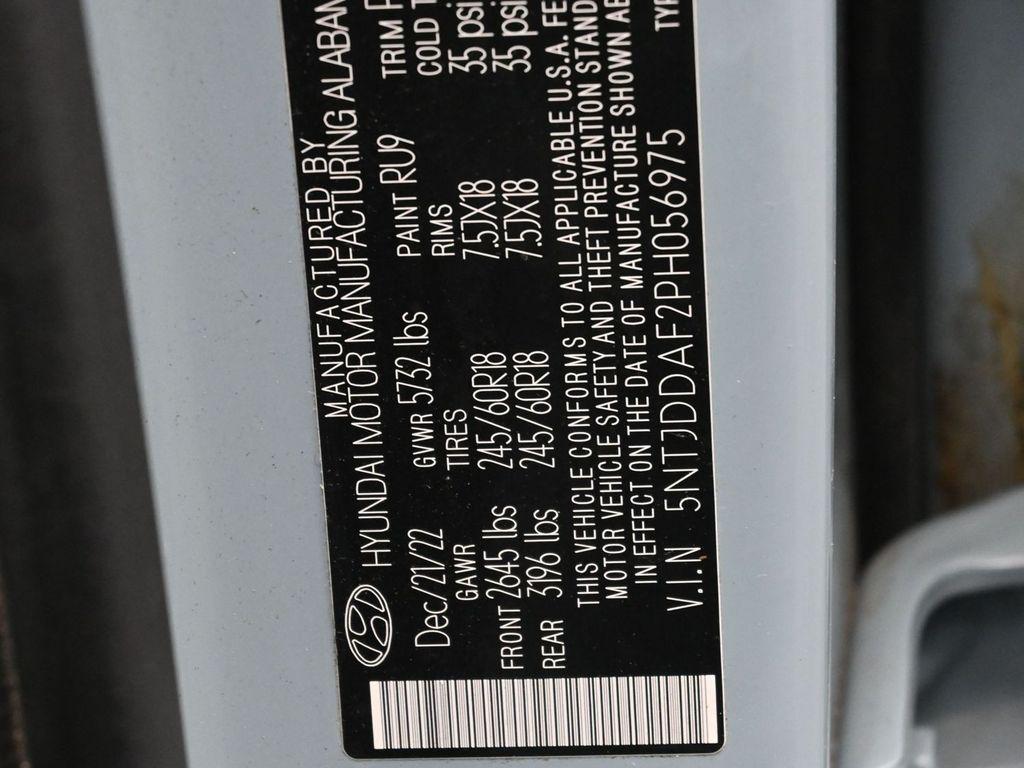 MANUFACTURED BY
HYUNDAI MOTOR MANUFACTURING ALABAM
Dec/21/22 GVWR 5732 lbs PAINT RU9 TRIM
GAWR TIRES RIMS COLD T
FRONT 2645 lbs 245/60R18 7.5JX18 35 psi
REAR 3196 lbs 245/60R18 7.5JX18 35 psi
THIS VEHICLE CONFORMS TO ALL APPLICABLE U.S.A. FE
MOTOR VEHICLE SAFETY AND THEFT PREVENTION STAND
IN EFFECT ON THE DATE OF MANUFACTURE SHOWN AB
V.I.N 5NTJDDAF2PH056975 TYP